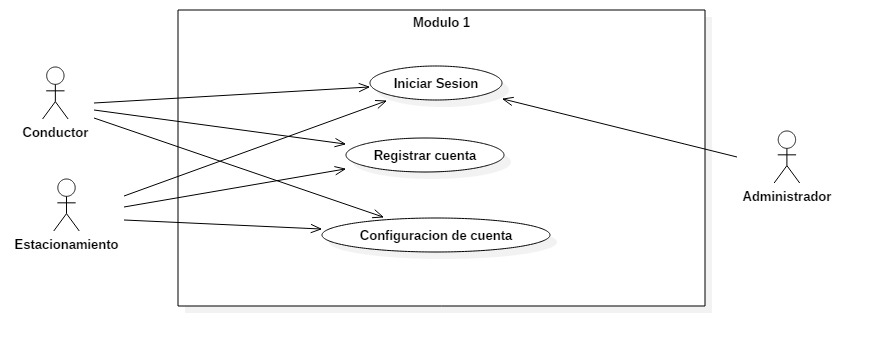 Modulo 1
Iniciar Sesion
Conductor
Registrar cuenta
Administrador
Estacionamiento
Configuracion de cuenta